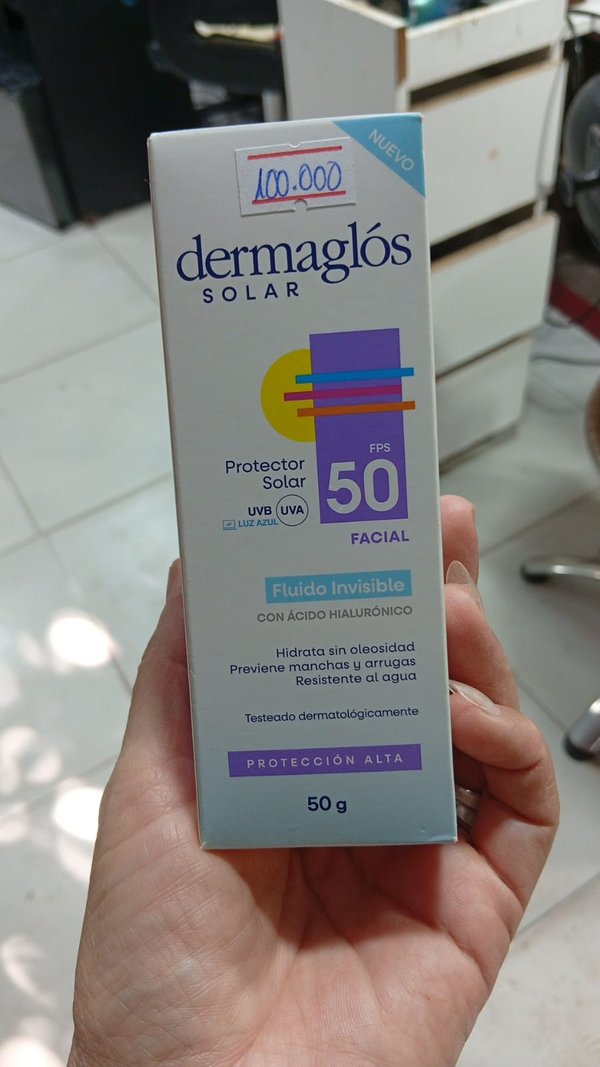 NUEVO
100.000
dermaglós
SOLAR
FPS
50
Protector
Solar
UVB UVA
LUZ AZUL
FACIAL
Fluido Invisible
CON ÁCIDO HIALURÓNICO
Hidrata sin oleosidad
Previene manchas y arrugas
Resistente al agua
Testeado dermatológicamente
PROTECCIÓN ALTA
50 g